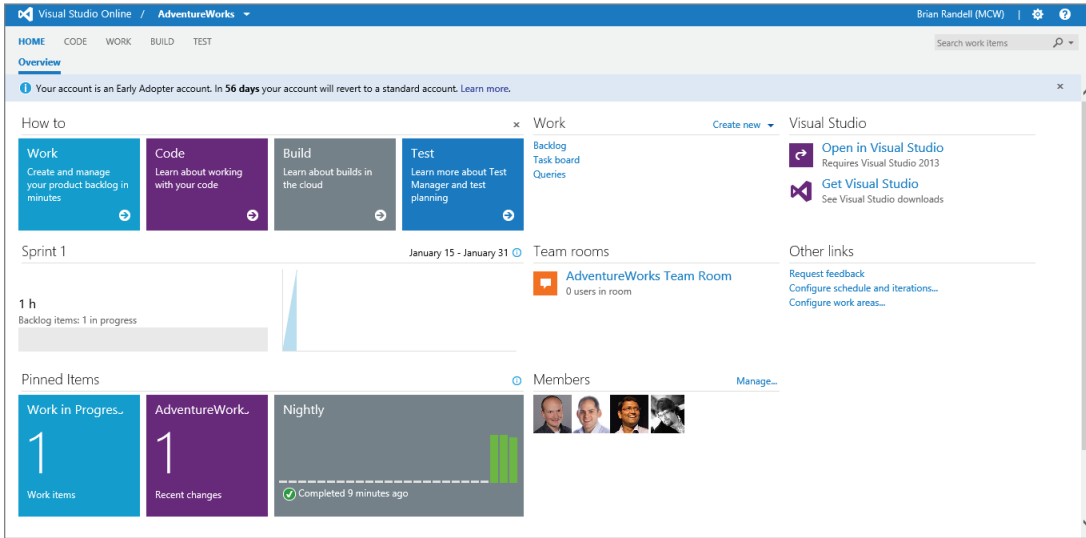 Visual Studio Online / AdventureWorks
Brian Randell (MCW) |
HOME CODE WORK BUILD TEST
Search work items
Overview
Your account is an Early Adopter account. In 56 days your account will revert to a standard account. Learn more.
How to
Work
Create and manage
your product backlog in
minutes
Code
Learn about working
with your code
Build
Learn about builds in
the cloud
Test
Learn more about Test
Manager and test
planning
Work
Create new
Backlog
Task board
Queries
Visual Studio
Open in Visual Studio
Requires Visual Studio 2013
Get Visual Studio
See Visual Studio downloads
Sprint 1
January 15 - January 31
1 h
Backlog items: 1 in progress
Team rooms
AdventureWorks Team Room
0 users in room
Other links
Request feedback
Configure schedule and iterations...
Configure work areas...
Pinned Items
Work in Progres...
1
Work items
AdventureWork...
1
Recent changes
Nightly
Completed 9 minutes ago
Members
Manage...